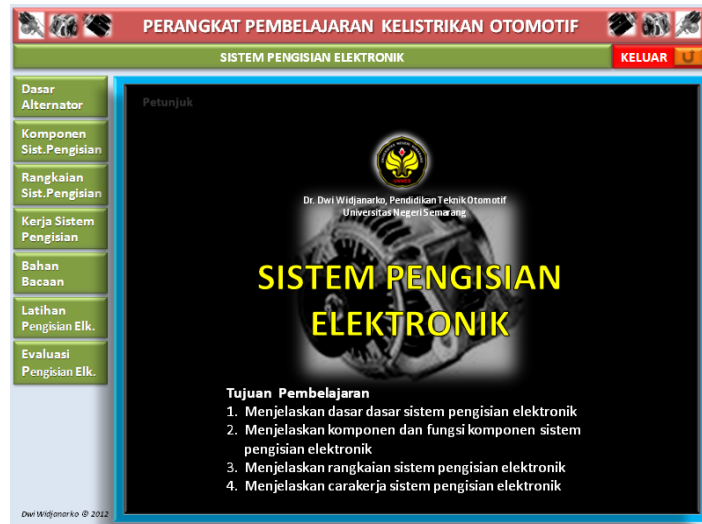 PERANGKAT PEMBELAJARAN KELISTRIKAN OTOMOTIF
SISTEM PENGISIAN ELEKTRONIK
KELUAR
Dasar
Alternator
Komponen
Sist.Pengisian
Rangkaian
Sist.Pengisian
Kerja Sistem
Pengisian
Bahan
Bacaan
Latihan
Pengisian Elk.
Evaluasi
Pengisian Elk.
Dwi Widjanarko © 2012
Petunjuk
Dr. Dwi Widjanarko, Pendidikan Teknik Otomotif
Universitas Negeri Semarang
SISTEM PENGISIAN
ELEKTRONIK
Tujuan Pembelajaran
1. Menjelaskan dasar dasar sistem pengisian elektronik
2. Menjelaskan komponen dan fungsi komponen sistem
pengisian elektronik
3. Menjelaskan rangkaian sistem pengisian elektronik
4. Menjelaskan carakerja sistem pengisian elektronik